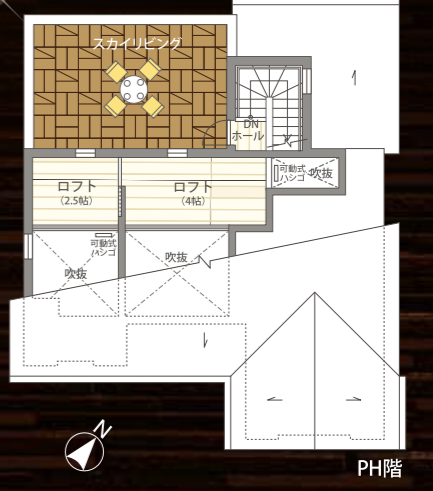 スカイリビング
DN
ホール
ロフト
(2.5帖)
ロフト
(4帖)
可動式
ハシゴ
吹抜
可動式
ハシゴ
吹抜
吹抜
N
PH階